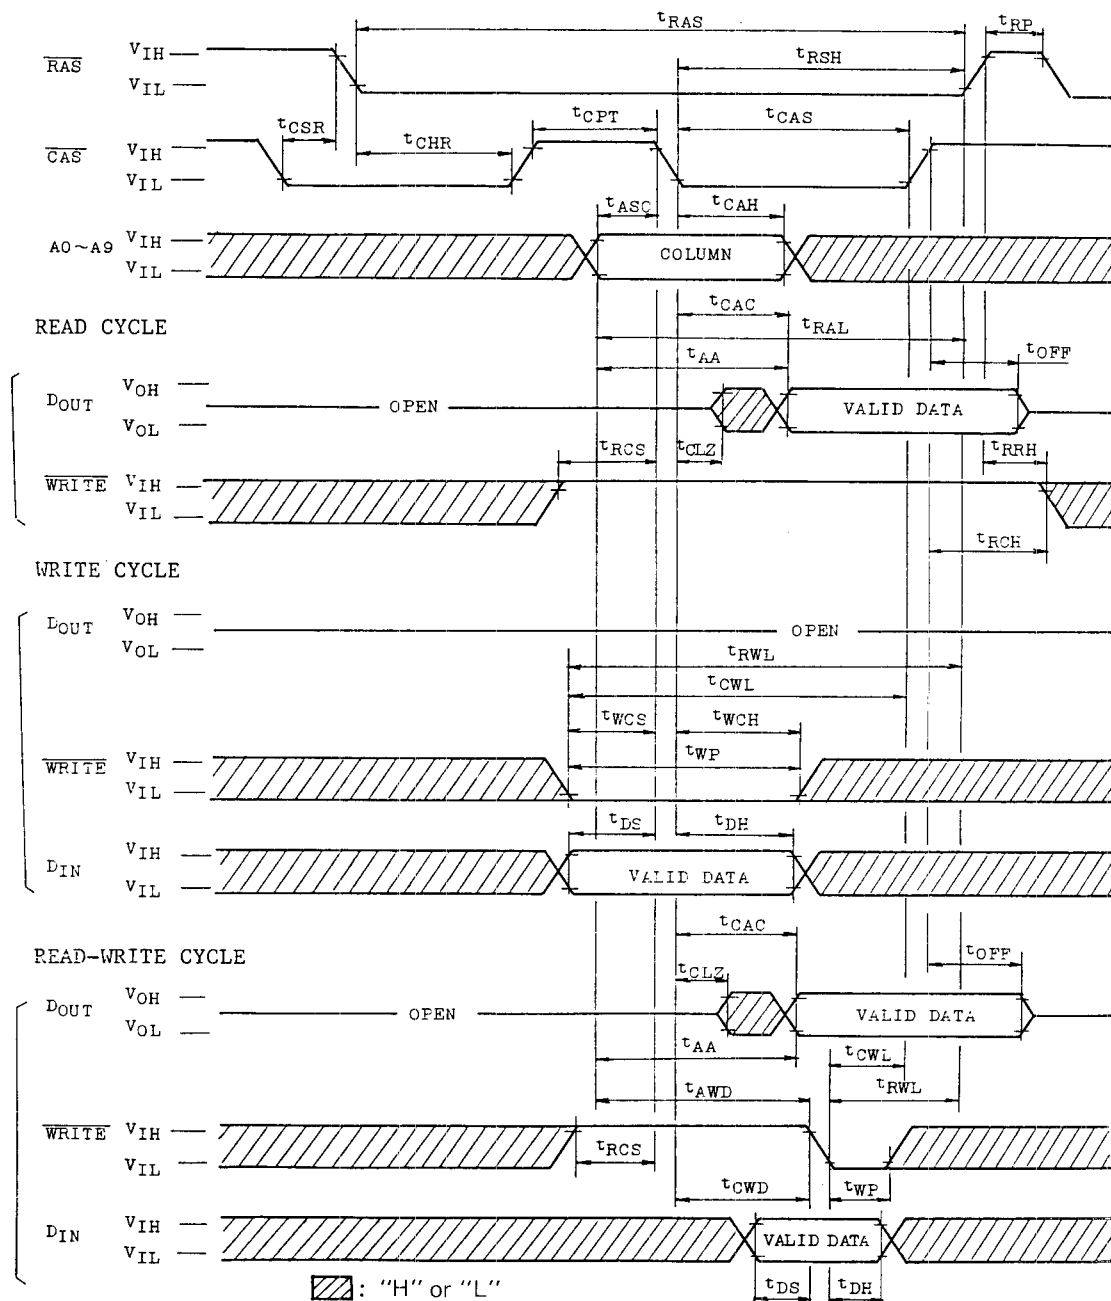 tRAS
tRP
RAS VIH
VIL
tRSH
tCSR
tCPT
tCAS
CAS VIH
VIL
tCHR
tASC
tCAH
A0~A9 VIH
VIL
COLUMN
tCAC
tRAL
READ CYCLE
tAA
tOFF
DOUT VOH
VOL
OPEN
VALID DATA
tRCS
tCLZ
tRRH
WRITE VIH
VIL
tRCH
WRITE CYCLE
DOUT VOH
VOL
OPEN
tRWL
tCWL
tWCS
tWCH
tWP
WRITE VIH
VIL
tDS
tDH
DIN VIH
VIL
VALID DATA
tCAC
READ-WRITE CYCLE
tOFF
tCLZ
DOUT VOH
VOL
OPEN
VALID DATA
tAA
tCWL
tAWD
tRWL
WRITE VIH
VIL
tRCS
tCWD
tWP
DIN VIH
VIL
VALID DATA
tDS
tDH
: "H" or "L"